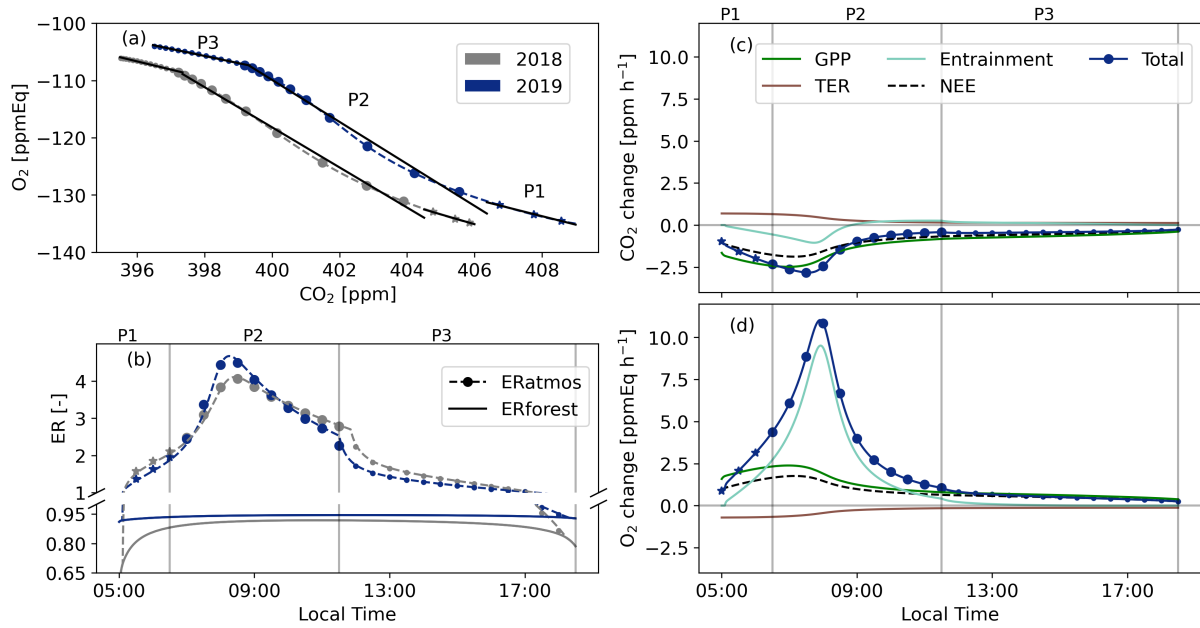 (a)
P3
P2
P1
2018
2019
−100
−110
−120
−130
−140
O₂ [ppmEq]
396
398
400
402
404
406
408
CO₂ [ppm]
P1
P2
P3
(b)
ERatmos
ERforest
4
3
2
1
0.95
0.80
0.65
ER [-]
05:00
09:00
13:00
17:00
Local Time
P1
P2
P3
(c)
GPP
TER
Entrainment
NEE
Total
10.0
7.5
5.0
2.5
0.0
−2.5
CO₂ change [ppm h⁻¹]
(d)
10.0
7.5
5.0
2.5
0.0
−2.5
O₂ change [ppmEq h⁻¹]
05:00
09:00
13:00
17:00
Local Time